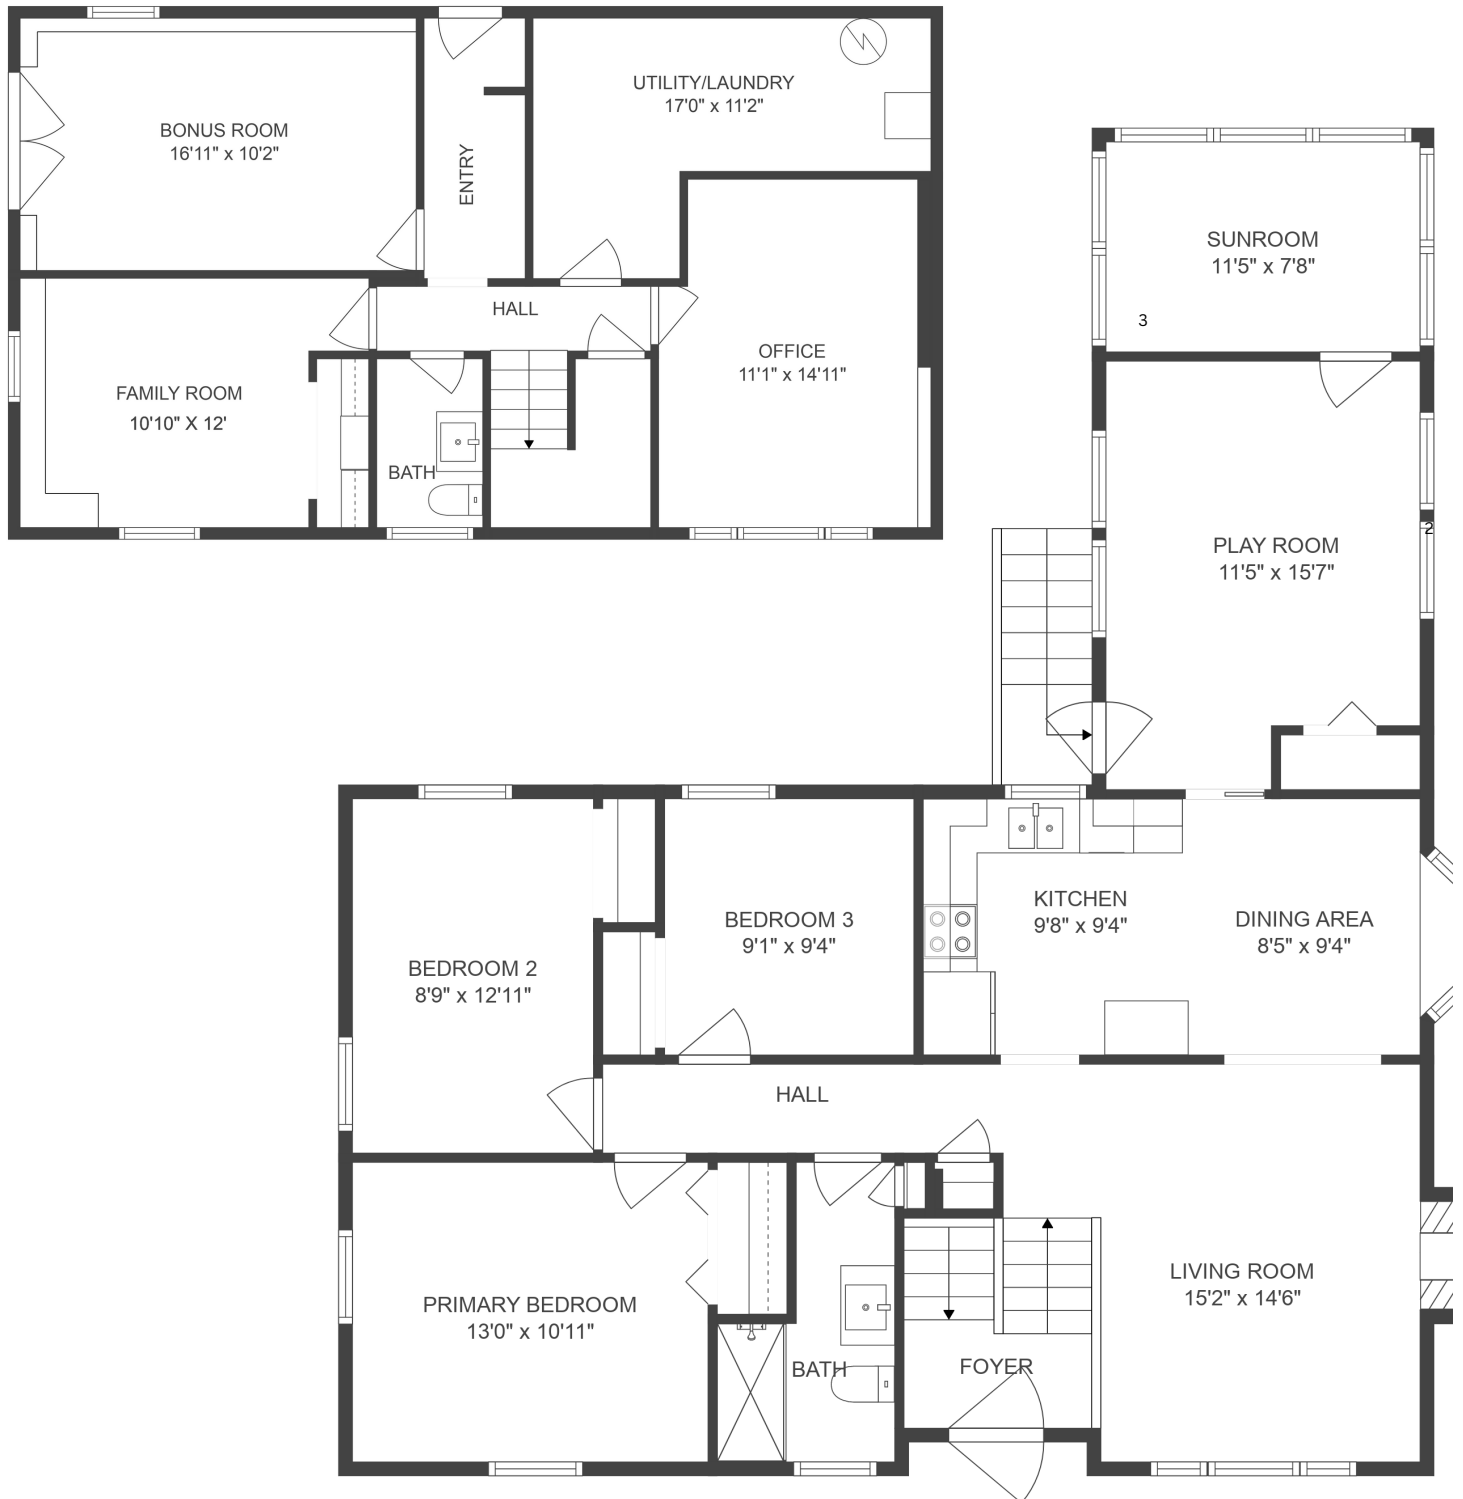 BONUS ROOM
16'11" x 10'2"
ENTRY
UTILITY/LAUNDRY
17'0" x 11'2"
HALL
FAMILY ROOM
10'10" X 12'
BATH
OFFICE
11'1" x 14'11"
SUNROOM
11'5" x 7'8"
3
PLAY ROOM
11'5" x 15'7"
2
BEDROOM 2
8'9" x 12'11"
BEDROOM 3
9'1" x 9'4"
KITCHEN
9'8" x 9'4"
DINING AREA
8'5" x 9'4"
HALL
PRIMARY BEDROOM
13'0" x 10'11"
BATH
FOYER
LIVING ROOM
15'2" x 14'6"